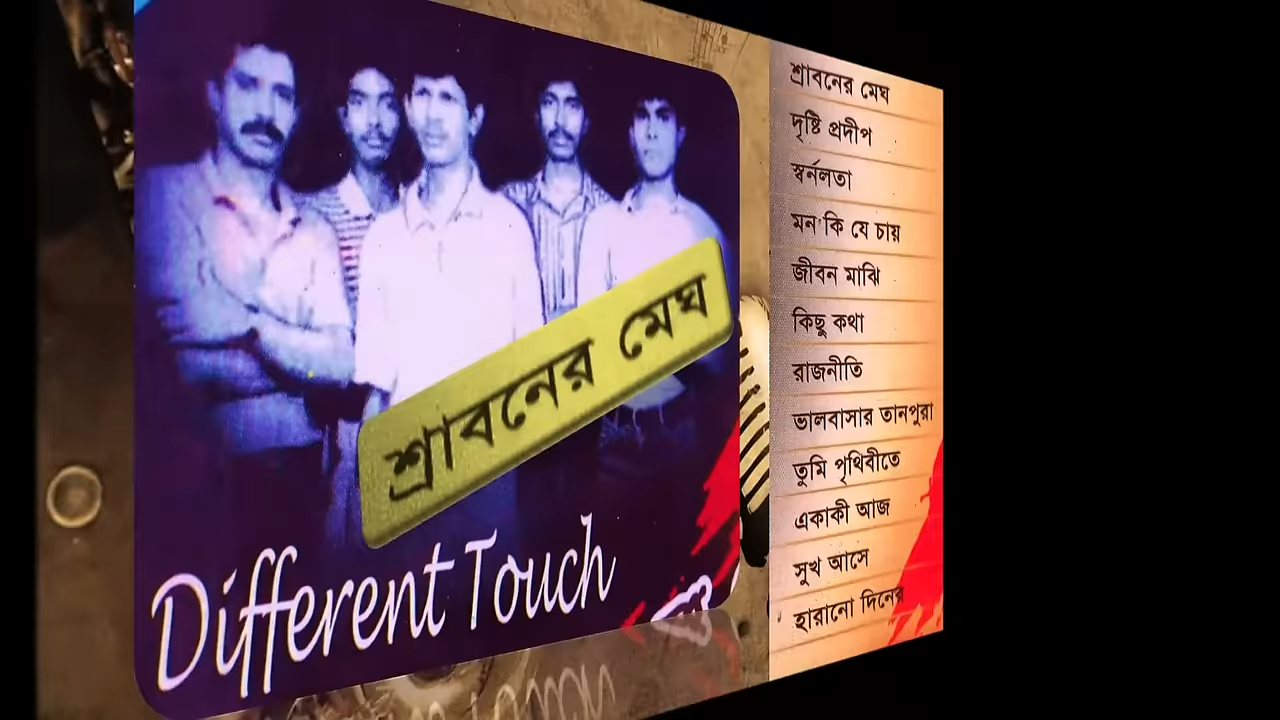 শ্রাবনের মেঘ
Different Touch
শ্রাবনের মেঘ
দৃষ্টি প্রদীপ
স্বর্নলতা
মন কি যে চায়
জীবন মাঝি
কিছু কথা
রাজনীতি
ভালবাসার তানপুরা
তুমি পৃথিবীতে
একাকী আজ
সুখ আসে
হারানো দিনের